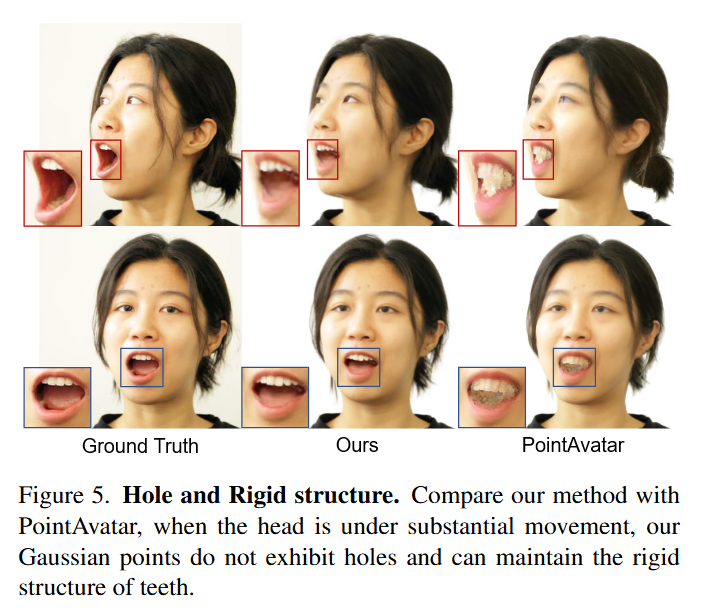 Ground Truth
Ours
PointAvatar
Figure 5. Hole and Rigid structure. Compare our method with
PointAvatar, when the head is under substantial movement, our
Gaussian points do not exhibit holes and can maintain the rigid
structure of teeth.